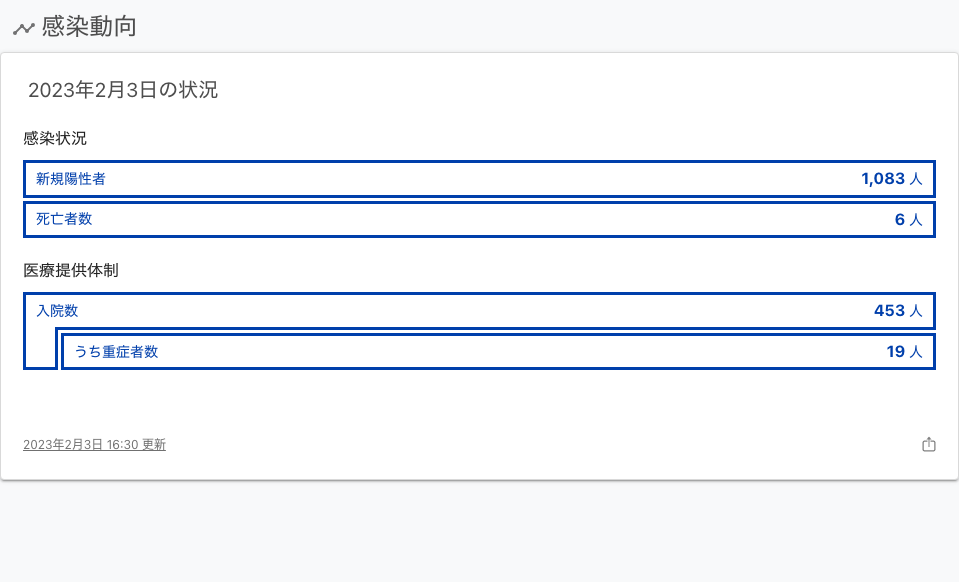 感染動向
2023年2月3日の状況
感染状況
新規陽性者 1,083 人
死亡者数 6 人
医療提供体制
入院数 453 人
うち重症者数 19 人
2023年2月3日 16:30 更新